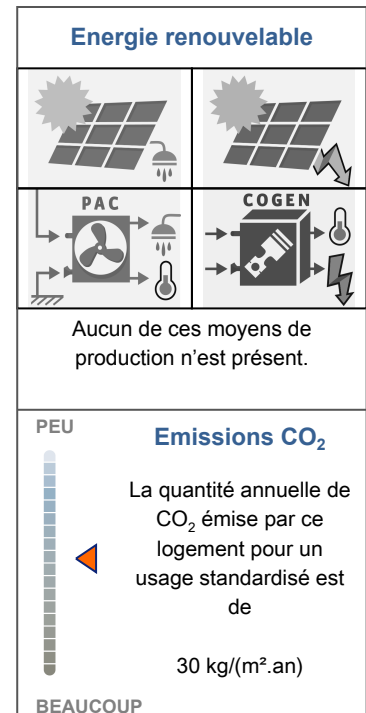 Energie renouvelable
PAC
COGEN
Aucun de ces moyens de
production n'est présent.
PEU
Emissions CO₂
La quantité annuelle de
CO₂ émise par ce
logement pour un
usage standardisé est
de
30 kg/(m².an)
BEAUCOUP